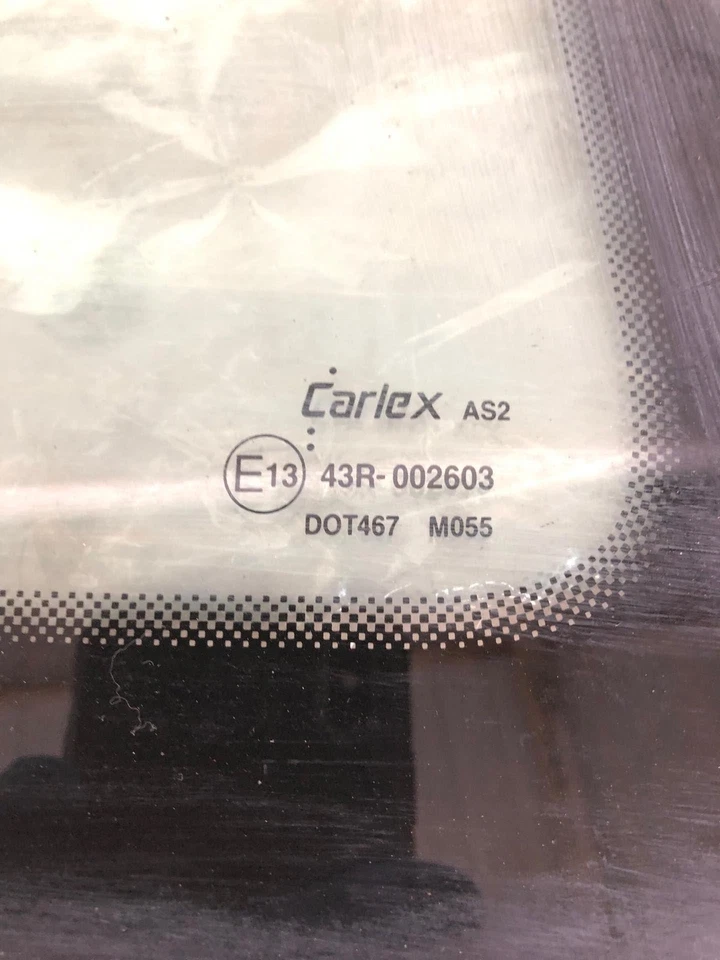 Carlex AS2
E13 43R-002603
DOT467 M055